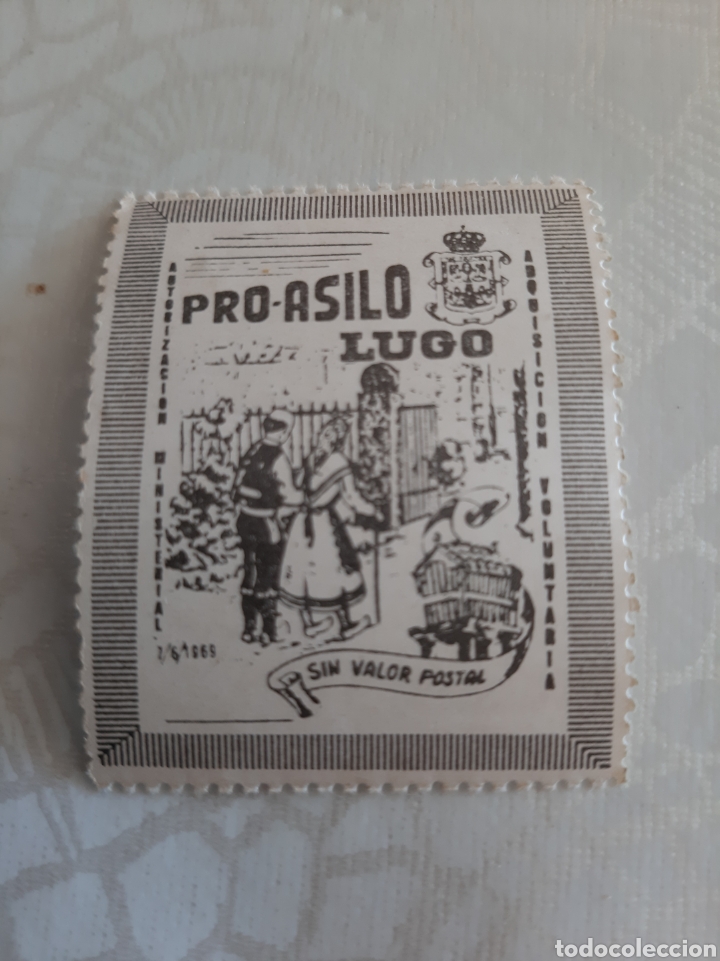 PRO-ASILO
LUGO
AUTORIZACION MINISTERIAL
ADQUISICION VOLUNTARIA
SIN VALOR POSTAL
todocoleccion